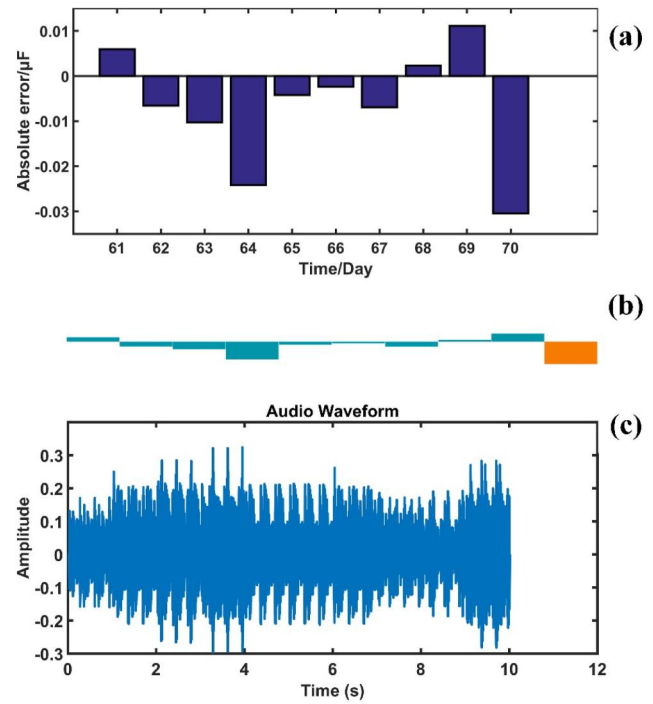 (a)
Absolute error/μF
0.01
0
-0.01
-0.02
-0.03
61 62 63 64 65 66 67 68 69 70
Time/Day
(b)
Audio Waveform
(c)
Amplitude
0.3
0.2
0.1
0
-0.1
-0.2
-0.3
0 2 4 6 8 10 12
Time (s)